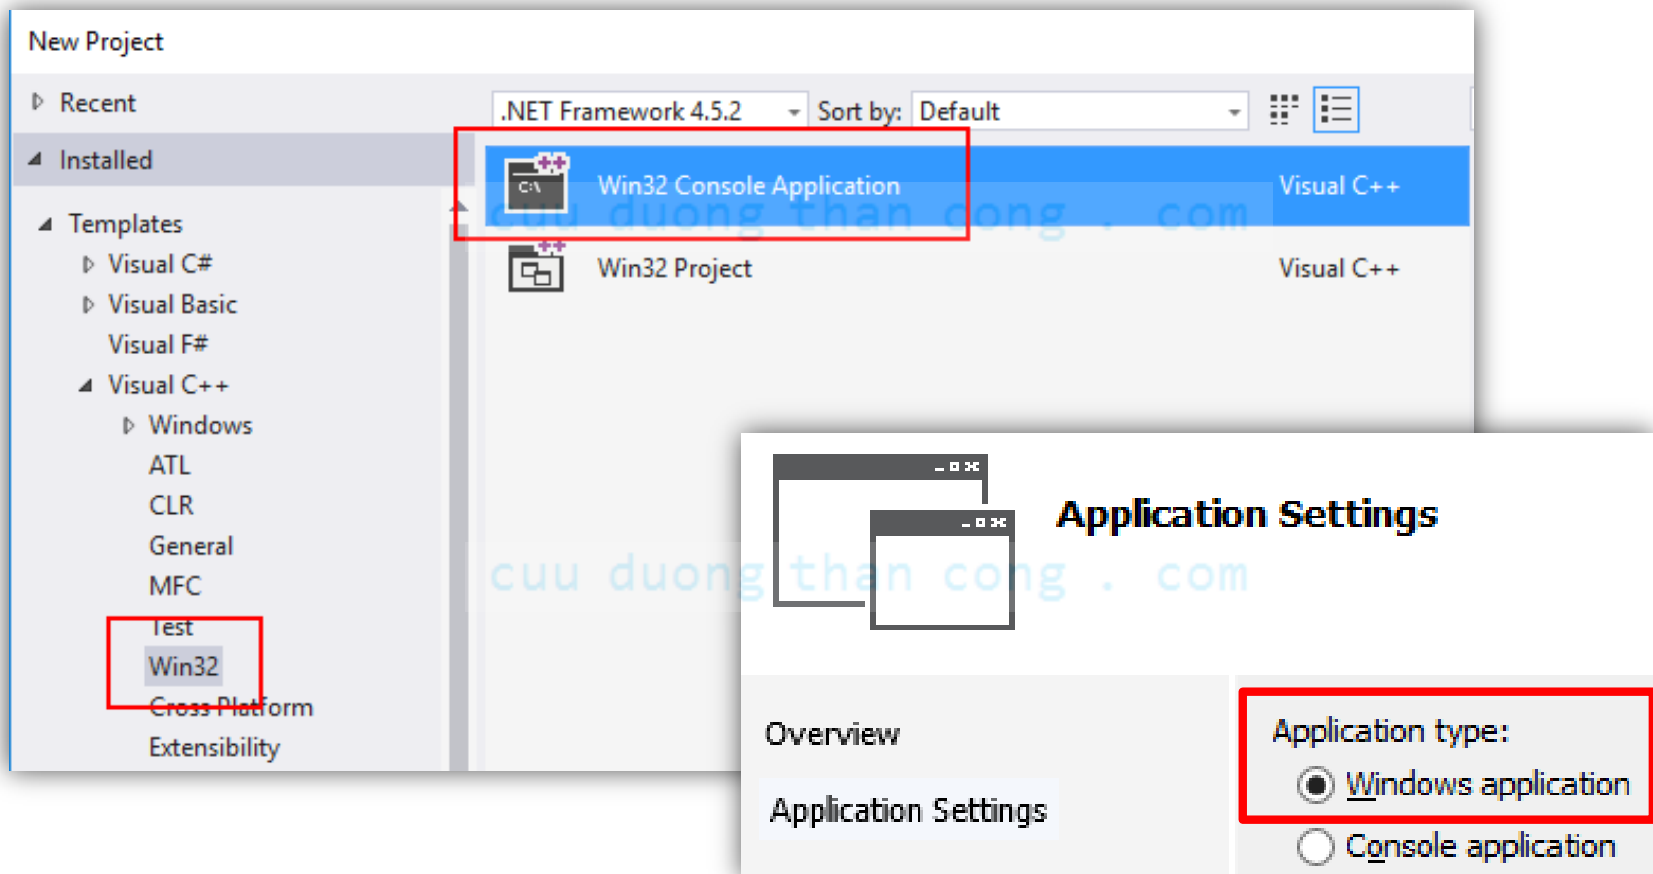 New Project
Recent
.NET Framework 4.5.2 Sort by: Default
Installed
C:\ Win32 Console Application Visual C++
cuu duong than cong . com
Templates
Win32 Project Visual C++
Visual C#
Visual Basic
Visual F#
Visual C++
Windows
ATL
CLR
General
MFC
Test
Win32
Cross Platform
Extensibility
Application Settings
cuu duong than cong . com
Overview
Application Settings
Application type:
Windows application
Console application